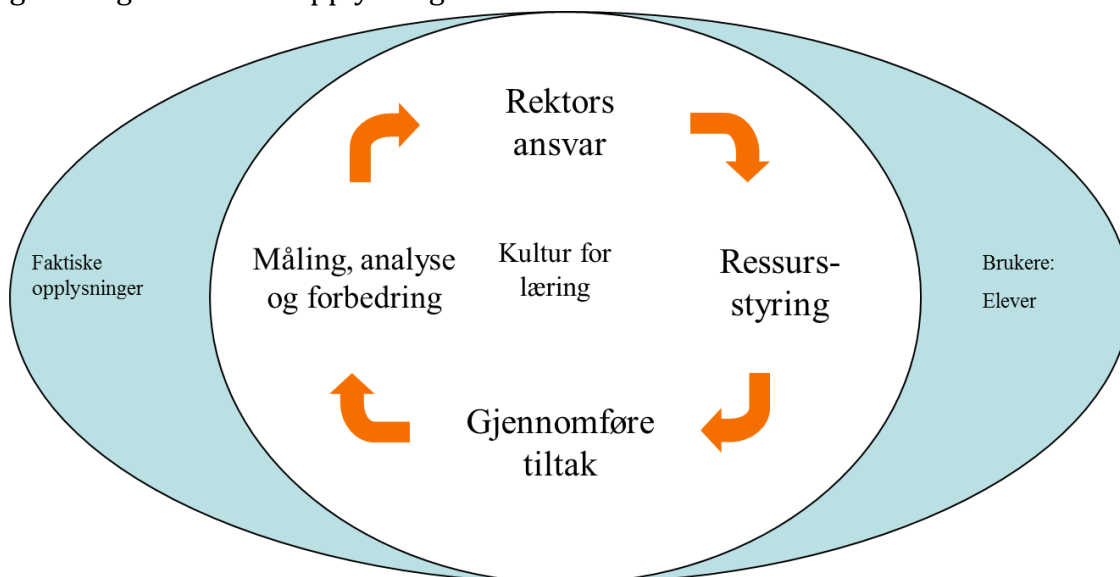 Rektors
ansvar
Faktiske
opplysninger
Måling, analyse
og forbedring
Kultur for
læring
Ressurs-
styring
Brukere:
Elever
Gjennomføre
tiltak